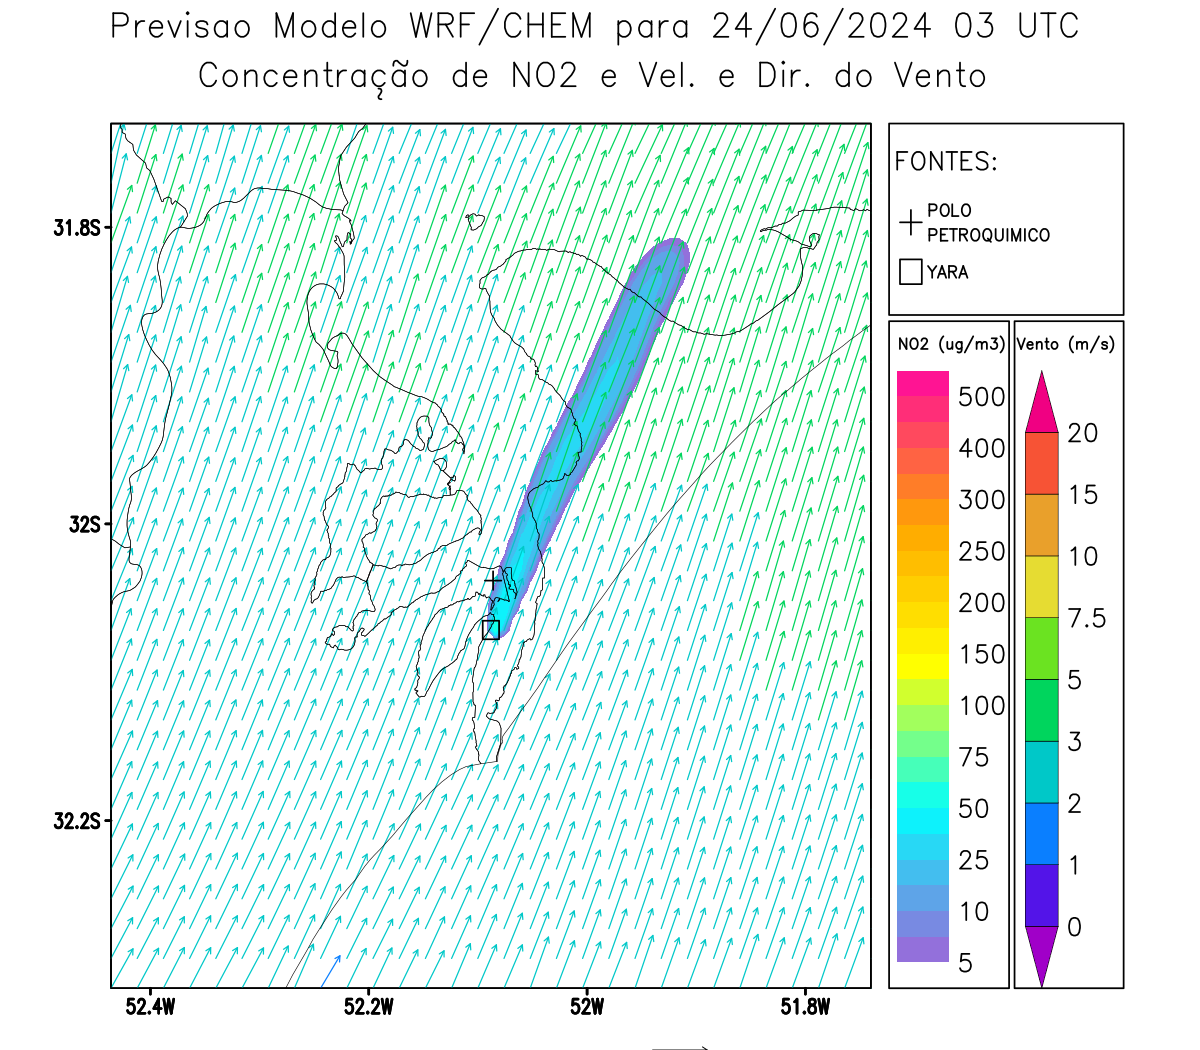 Previsao Modelo WRF/CHEM para 24/06/2024 03 UTC
Concentração de NO2 e Vel. e Dir. do Vento
FONTES:
POLO
PETROQUIMICO
YARA
NO2 (ug/m3)
500
400
300
250
200
150
100
75
50
25
10
5
Vento (m/s)
20
15
10
7.5
5
3
2
1
0
31.8S
32S
32.2S
52.4W
52.2W
52W
51.8W